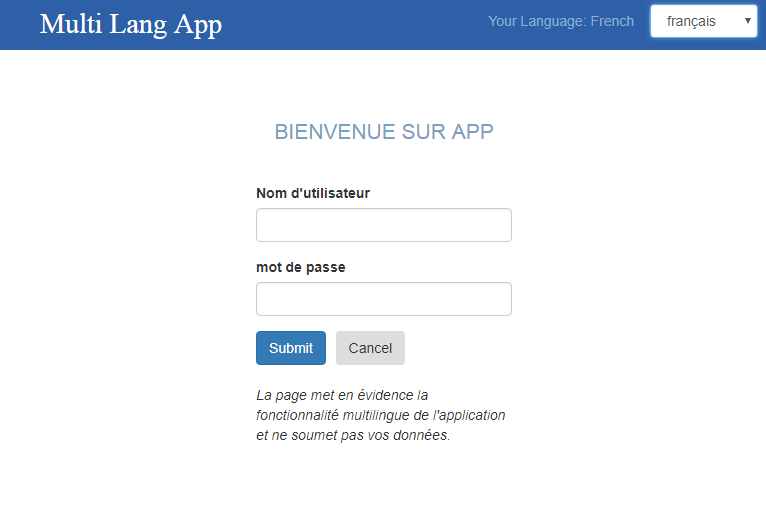 Multi Lang App
Your Language: French
français
BIENVENUE SUR APP
Nom d'utilisateur
mot de passe
Submit
Cancel
La page met en évidence la
fonctionnalité multilingue de l'application
et ne soumet pas vos données.